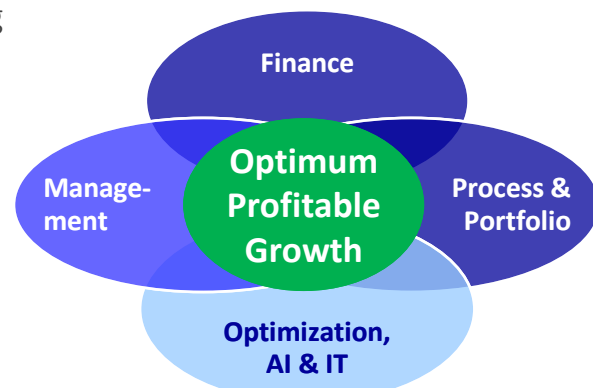 g
Finance
Optimum
Profitable
Growth
Manage-
ment
Process &
Portfolio
Optimization,
AI & IT